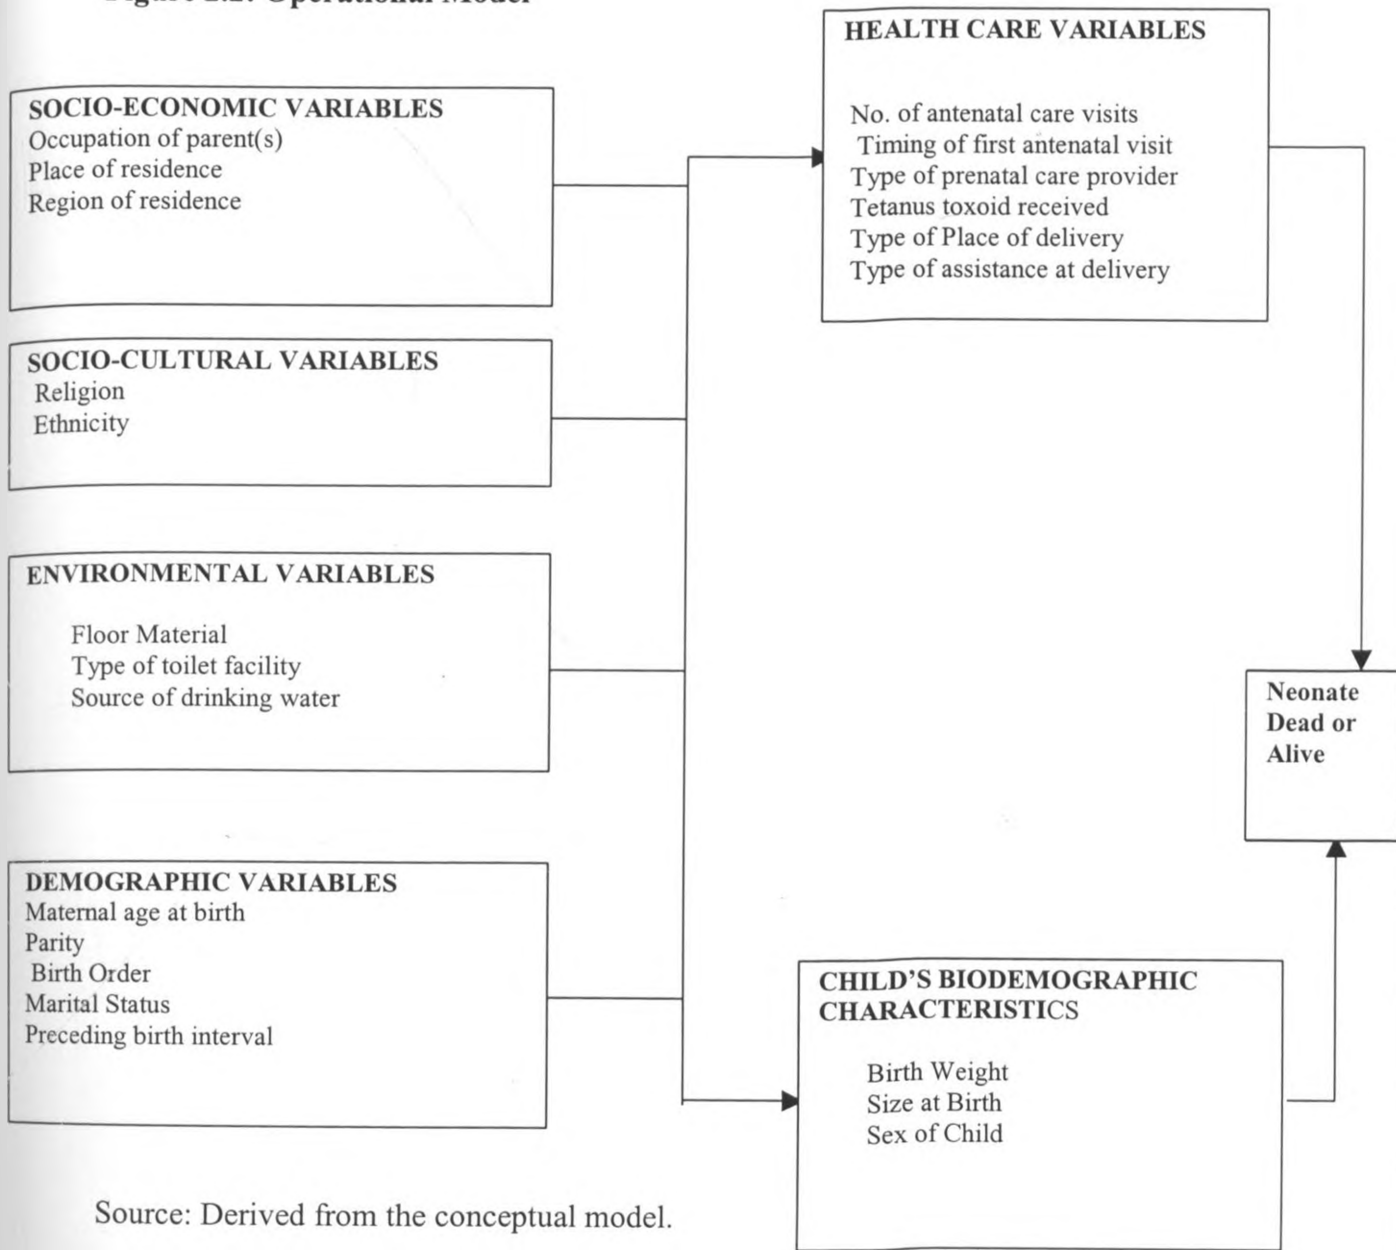 HEALTH CARE VARIABLES
No. of antenatal care visits
Timing of first antenatal visit
Type of prenatal care provider
Tetanus toxoid received
Type of Place of delivery
Type of assistance at delivery
SOCIO-ECONOMIC VARIABLES
Occupation of parent(s)
Place of residence
Region of residence
SOCIO-CULTURAL VARIABLES
Religion
Ethnicity
ENVIRONMENTAL VARIABLES
Floor Material
Type of toilet facility
Source of drinking water
Neonate
Dead or
Alive
DEMOGRAPHIC VARIABLES
Maternal age at birth
Parity
Birth Order
Marital Status
Preceding birth interval
CHILD'S BIODEMOGRAPHIC
CHARACTERISTICS
Birth Weight
Size at Birth
Sex of Child
Source: Derived from the conceptual model.